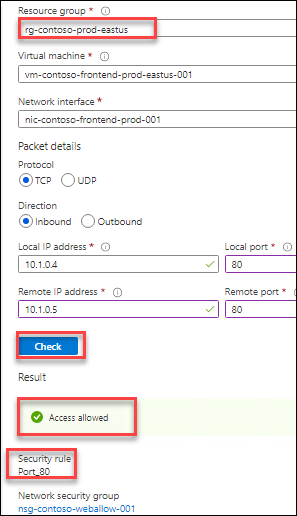 Resource group *
rg-contoso-prod-eastus
Virtual machine *
vm-contoso-frontend-prod-eastus-001
Network interface *
nic-contoso-frontend-prod-001
Packet details
Protocol
TCP UDP
Direction
Inbound Outbound
Local IP address * Local port *
10.1.0.4 80
Remote IP address * Remote port *
10.1.0.5 80
Check
Result
Access allowed
Security rule
Port_80
Network security group
nsg-contoso-weballow-001